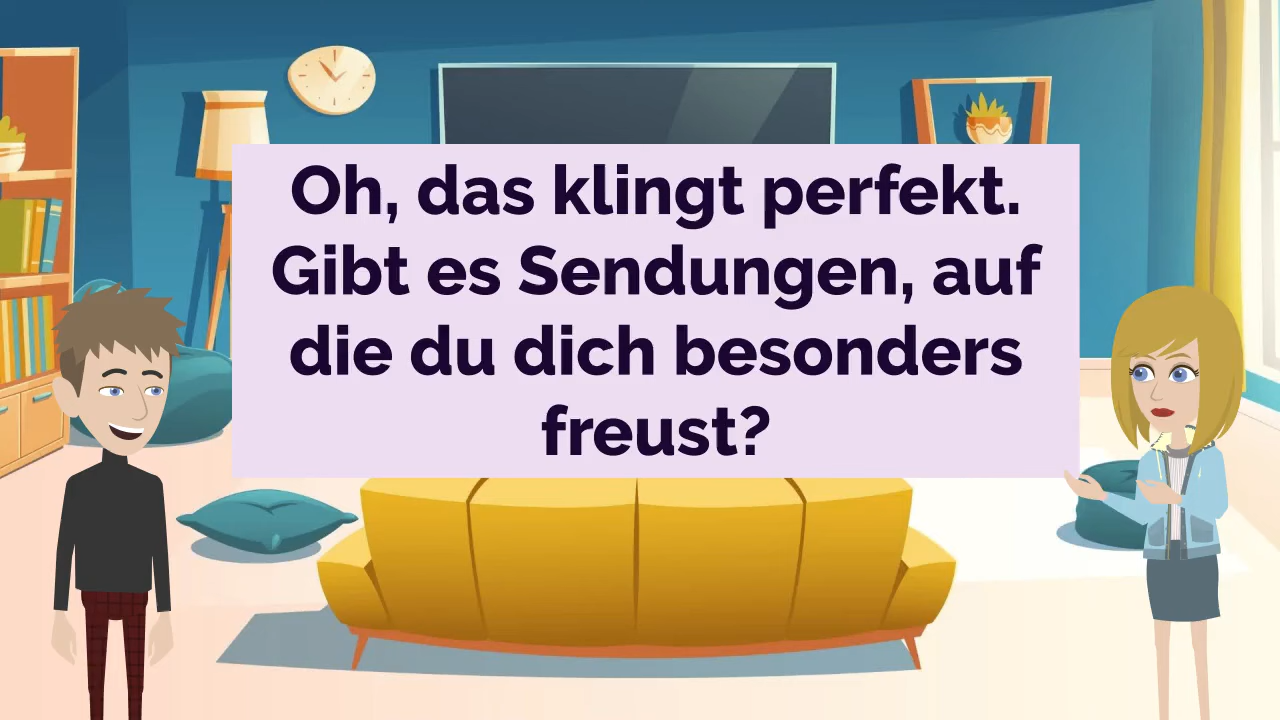 Oh, das klingt perfekt.
Gibt es Sendungen, auf
die du dich besonders
freust?